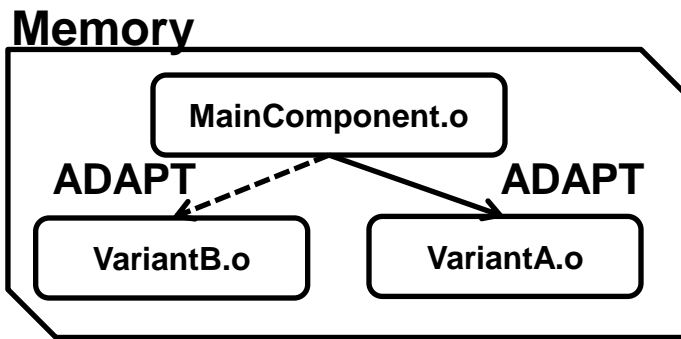 Memory
MainComponent.o
ADAPT
ADAPT
VariantB.o
VariantA.o